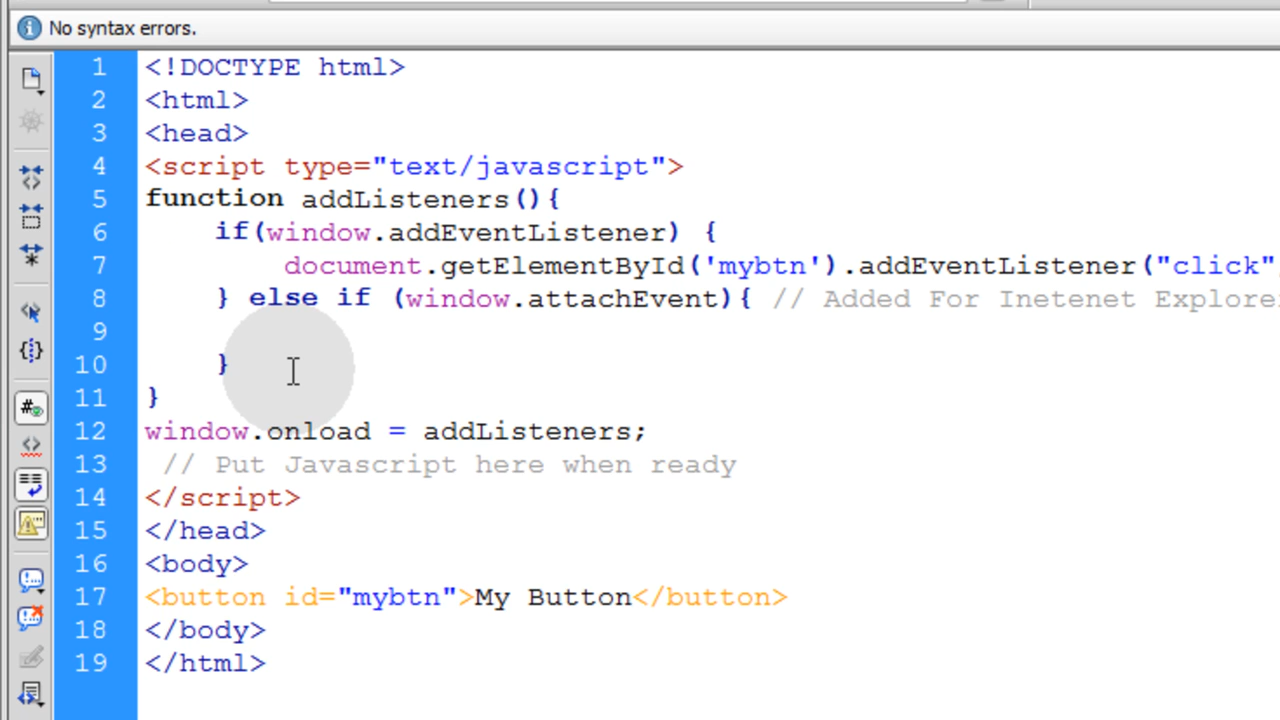 No syntax errors.
1 <!DOCTYPE html>
2 <html>
3 <head>
4 <script type="text/javascript">
5 function addListeners(){
6 if(window.addEventListener) {
7 document.getElementById('mybtn').addEventListener("click"
8 } else if (window.attachEvent){ // Added For Inetenet
9
10 }
11 }
12 window.onload = addListeners;
13 // Put Javascript here when ready
14 </script>
15 </head>
16 <body>
17 <button id="mybtn">My Button</button>
18 </body>
19 </html>